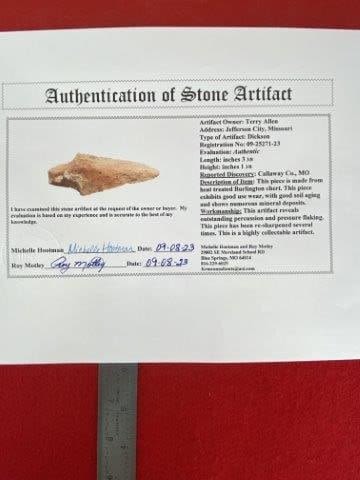 Authentication of Stone Artifact
Artifact Owner: Terry Allen
Address: Jefferson City, Missouri
Type of Artifact: Dickson
Registration No: 09-25271-23
Evaluation: Authentic
Length: inches 3 3/8
Height: inches 1 1/8
Reported Discovery: Callaway Co., MO
Description of Item: This piece is made from
heat treated Burlington chert. This piece
exhibits good use wear, with good soil aging
and shows numerous mineral deposits.
Workmanship: This artifact reveals
outstanding percussion and pressure flaking.
This piece has been re-sharpened several
times. This is a highly collectable artifact.
I have examined this stone artifact at the request of the owner or buyer. My
evaluation is based on my experience and is accurate to the best of my
knowledge.
Michelle Hootman Michelle Hootman Date: 09-08-23
Roy Motley Roy Motley Date: 09-08-23
Michelle Hootman and Roy Motley
Blue Springs, MO 64014